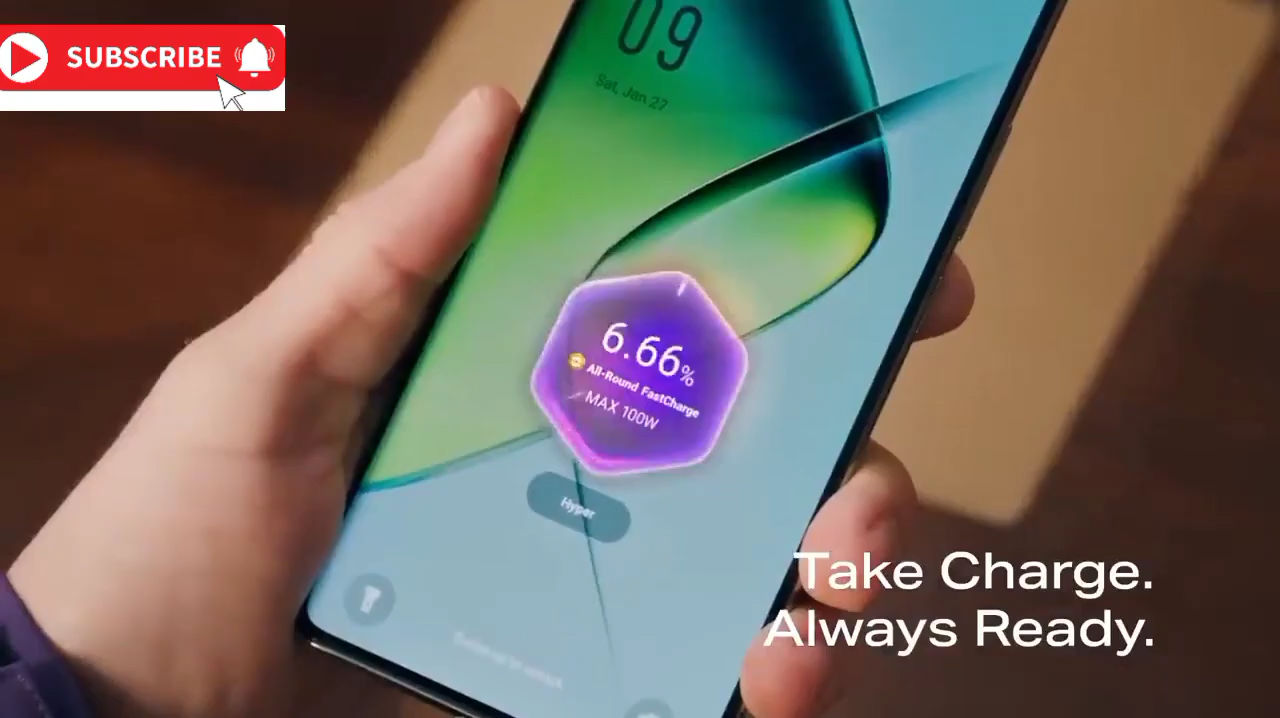 SUBSCRIBE
09
Sat, Jan 27
6.66%
All-Round FastCharge
MAX 100W
Hyper
Take Charge.
Always Ready.